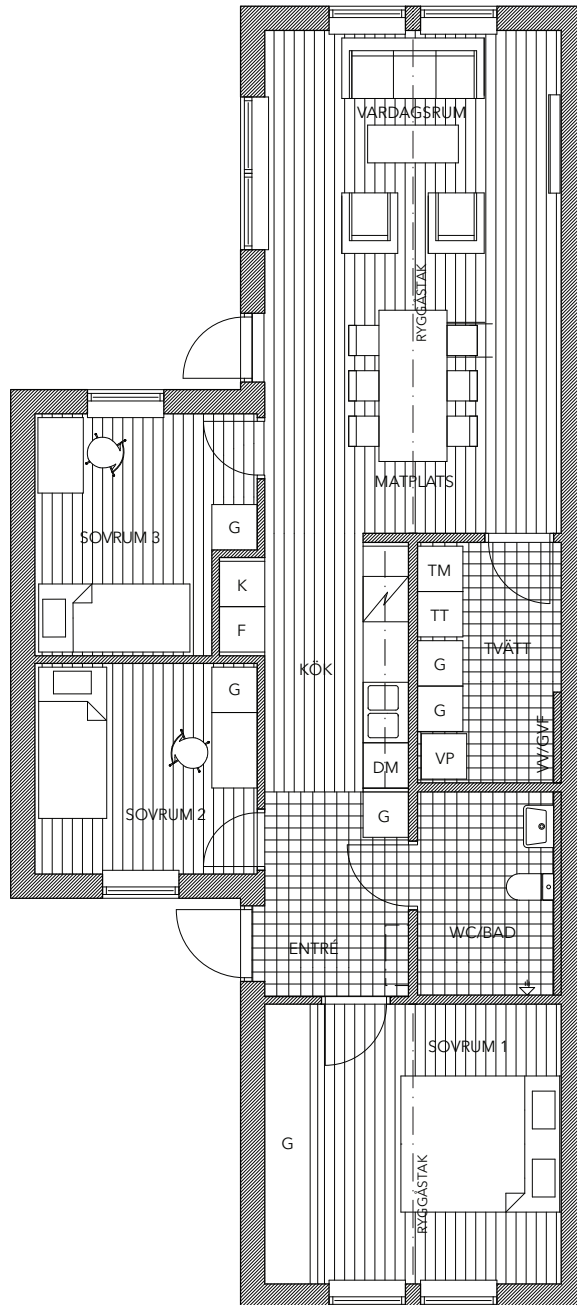 VARDAGSRUM
RYGGÅSTAK
MATPLATS
SOVRUM 3
G
K
F
TM
TT
TVÄTT
G
G
VP
VV/GVF
KÖK
G
DM
G
SOVRUM 2
WC/BAD
ENTRÉ
SOVRUM 1
G
RYGGÅSTAK